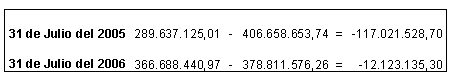 31 de Julio del 2005 289.637.125,01 - 406.658.653,74 = -117.021.528,70
31 de Julio del 2006 366.688.440,97 - 378.811.576,26 = -12.123.135,30